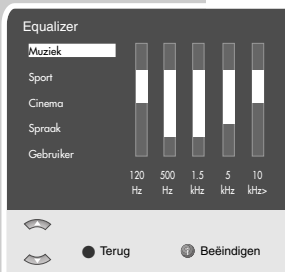 Equalizer
Muziek
Sport
Cinema
Spraak
Gebruiker
120 500 1.5 5 10
Hz Hz kHz kHz kHz>
Terug Beëindigen